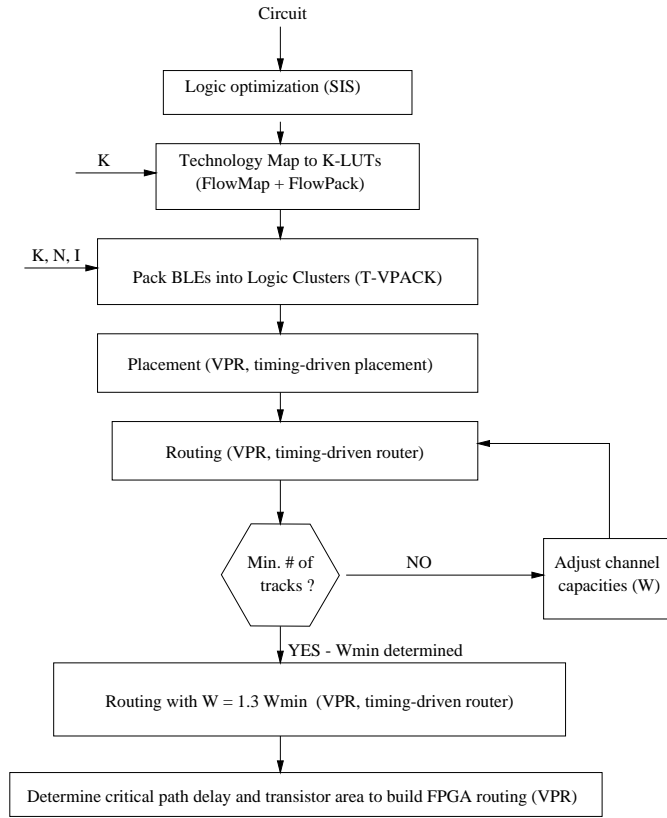 Circuit
Logic optimization (SIS)
K
Technology Map to K-LUTs
(FlowMap + FlowPack)
K, N, I
Pack BLEs into Logic Clusters (T-VPACK)
Placement (VPR, timing-driven placement)
Routing (VPR, timing-driven router)
Min. # of
tracks ?
NO
Adjust channel
capacities (W)
YES - Wmin determined
Routing with W = 1.3 Wmin (VPR, timing-driven router)
Determine critical path delay and transistor area to build FPGA routing (VPR)